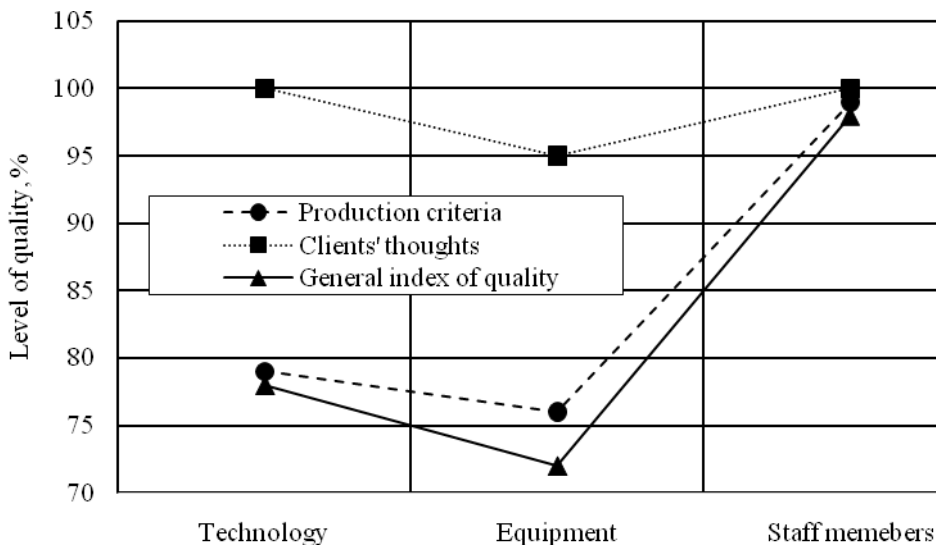 105
100
95
90
85
80
75
70
Level of quality, %
Production criteria
Clients' thoughts
General index of quality
Technology Equipment Staff memebers